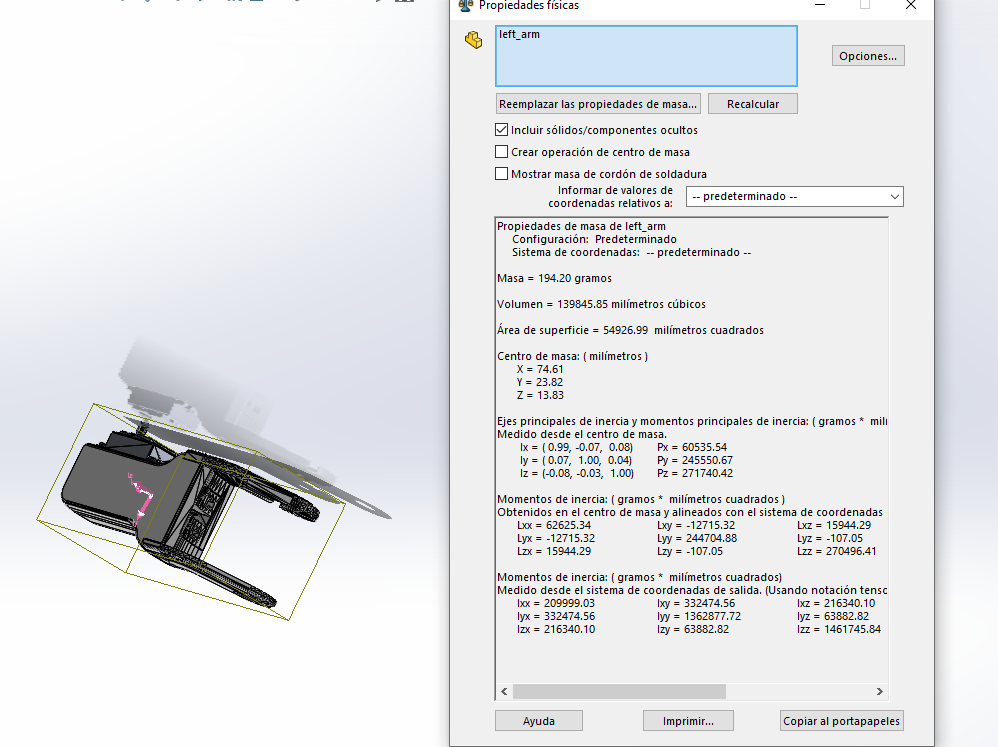 Propiedades físicas
left_arm
Opciones...
Reemplazar las propiedades de masa...
Recalcular
Incluir sólidos/componentes ocultos
Crear operación de centro de masa
Mostrar masa de cordón de soldadura
Informar de valores de
coordenadas relativos a:
-- predeterminado --
Propiedades de masa de left_arm
Configuración: Predeterminado
Sistema de coordenadas: -- predeterminado --
Masa = 194.20 gramos
Volumen = 139845.85 milímetros cúbicos
Área de superficie = 54926.99 milímetros cuadrados
Centro de masa: ( milímetros )
X = 74.61
Y = 23.82
Z = 13.83
Ejes principales de inercia y momentos principales de inercia: ( gramos * milí
Medido desde el centro de masa.
Ix = ( 0.99, -0.07, 0.08) Px = 60535.54
Iy = ( 0.07, 1.00, 0.04) Py = 245550.67
Iz = (-0.08, -0.03, 1.00) Pz = 271740.42
Momentos de inercia: ( gramos * milímetros cuadrados )
Obtenidos en el centro de masa y alineados con el sistema de coordenadas
Lxx = 62625.34 Lxy = -12715.32 Lxz = 15944.29
Lyx = -12715.32 Lyy = 244704.88 Lyz = -107.05
Lzx = 15944.29 Lzy = -107.05 Lzz = 270496.41
Momentos de inercia: ( gramos * milímetros cuadrados)
Medido desde el sistema de coordenadas de salida. (Usando notación tenso
Ixx = 209999.03 Ixy = 332474.56 Ixz = 216340.10
Iyx = 332474.56 Iyy = 1362877.72 Iyz = 63882.82
Izx = 216340.10 Izy = 63882.82 Izz = 1461745.84
Ayuda
Imprimir...
Copiar al portapapeles